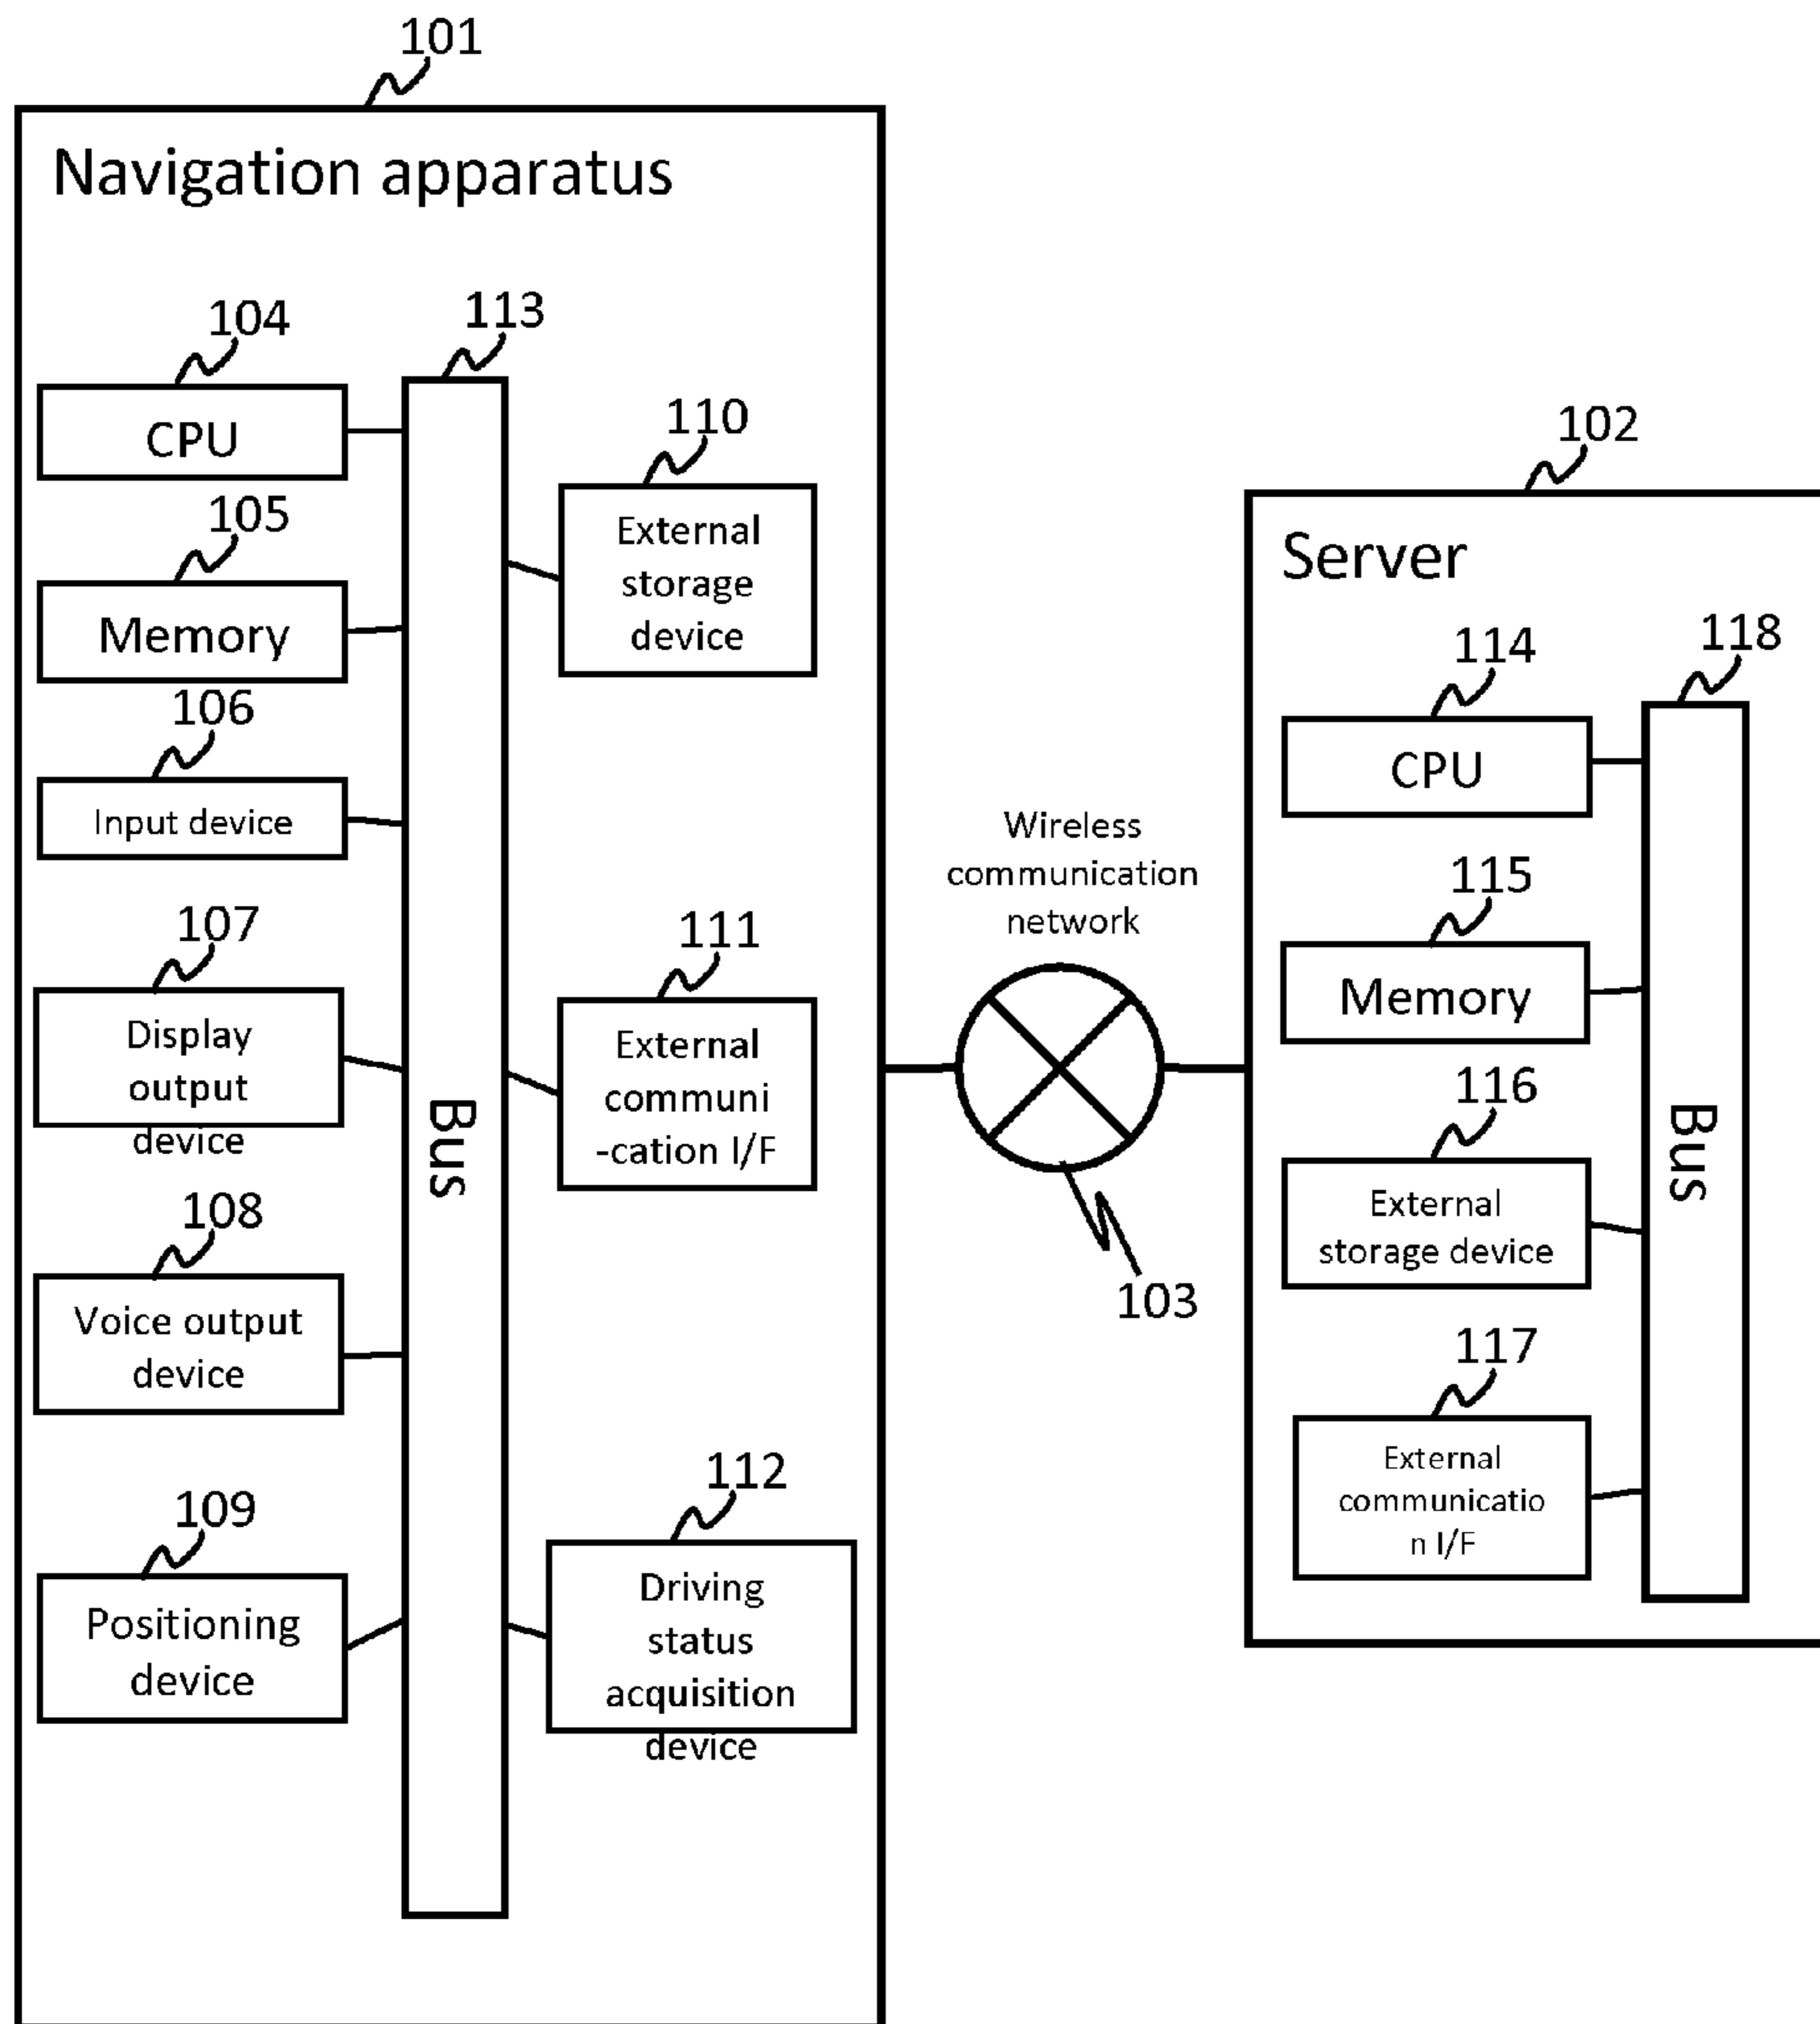 101
Navigation apparatus
104
113
CPU
110
External
storage
device
105
Memory
106
Input device
107
Display
output
device
111
External
communi
-cation I/F
Bus
108
Voice output
device
109
Positioning
device
112
Driving
status
acquisition
device
Wireless
communication
network
103
102
Server
114
118
CPU
115
Memory
116
External
storage device
Bus
117
External
communicatio
n I/F